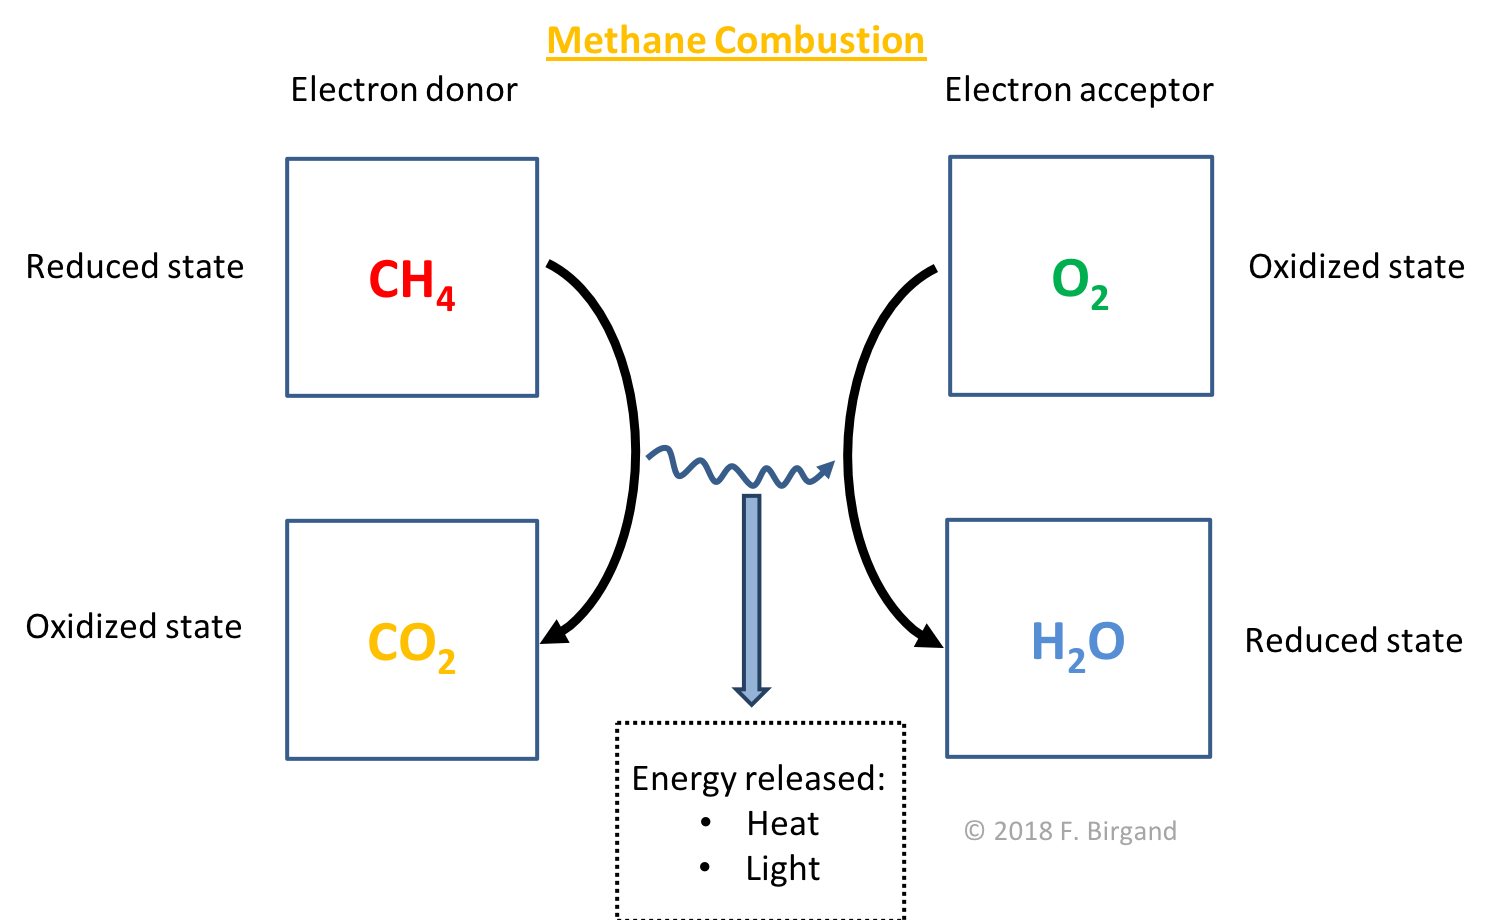 Methane Combustion
Electron donor
Electron acceptor
Reduced state
CH₄
O₂
Oxidized state
Oxidized state
CO₂
H₂O
Reduced state
Energy released:
• Heat
• Light
© 2018 F. Birgand